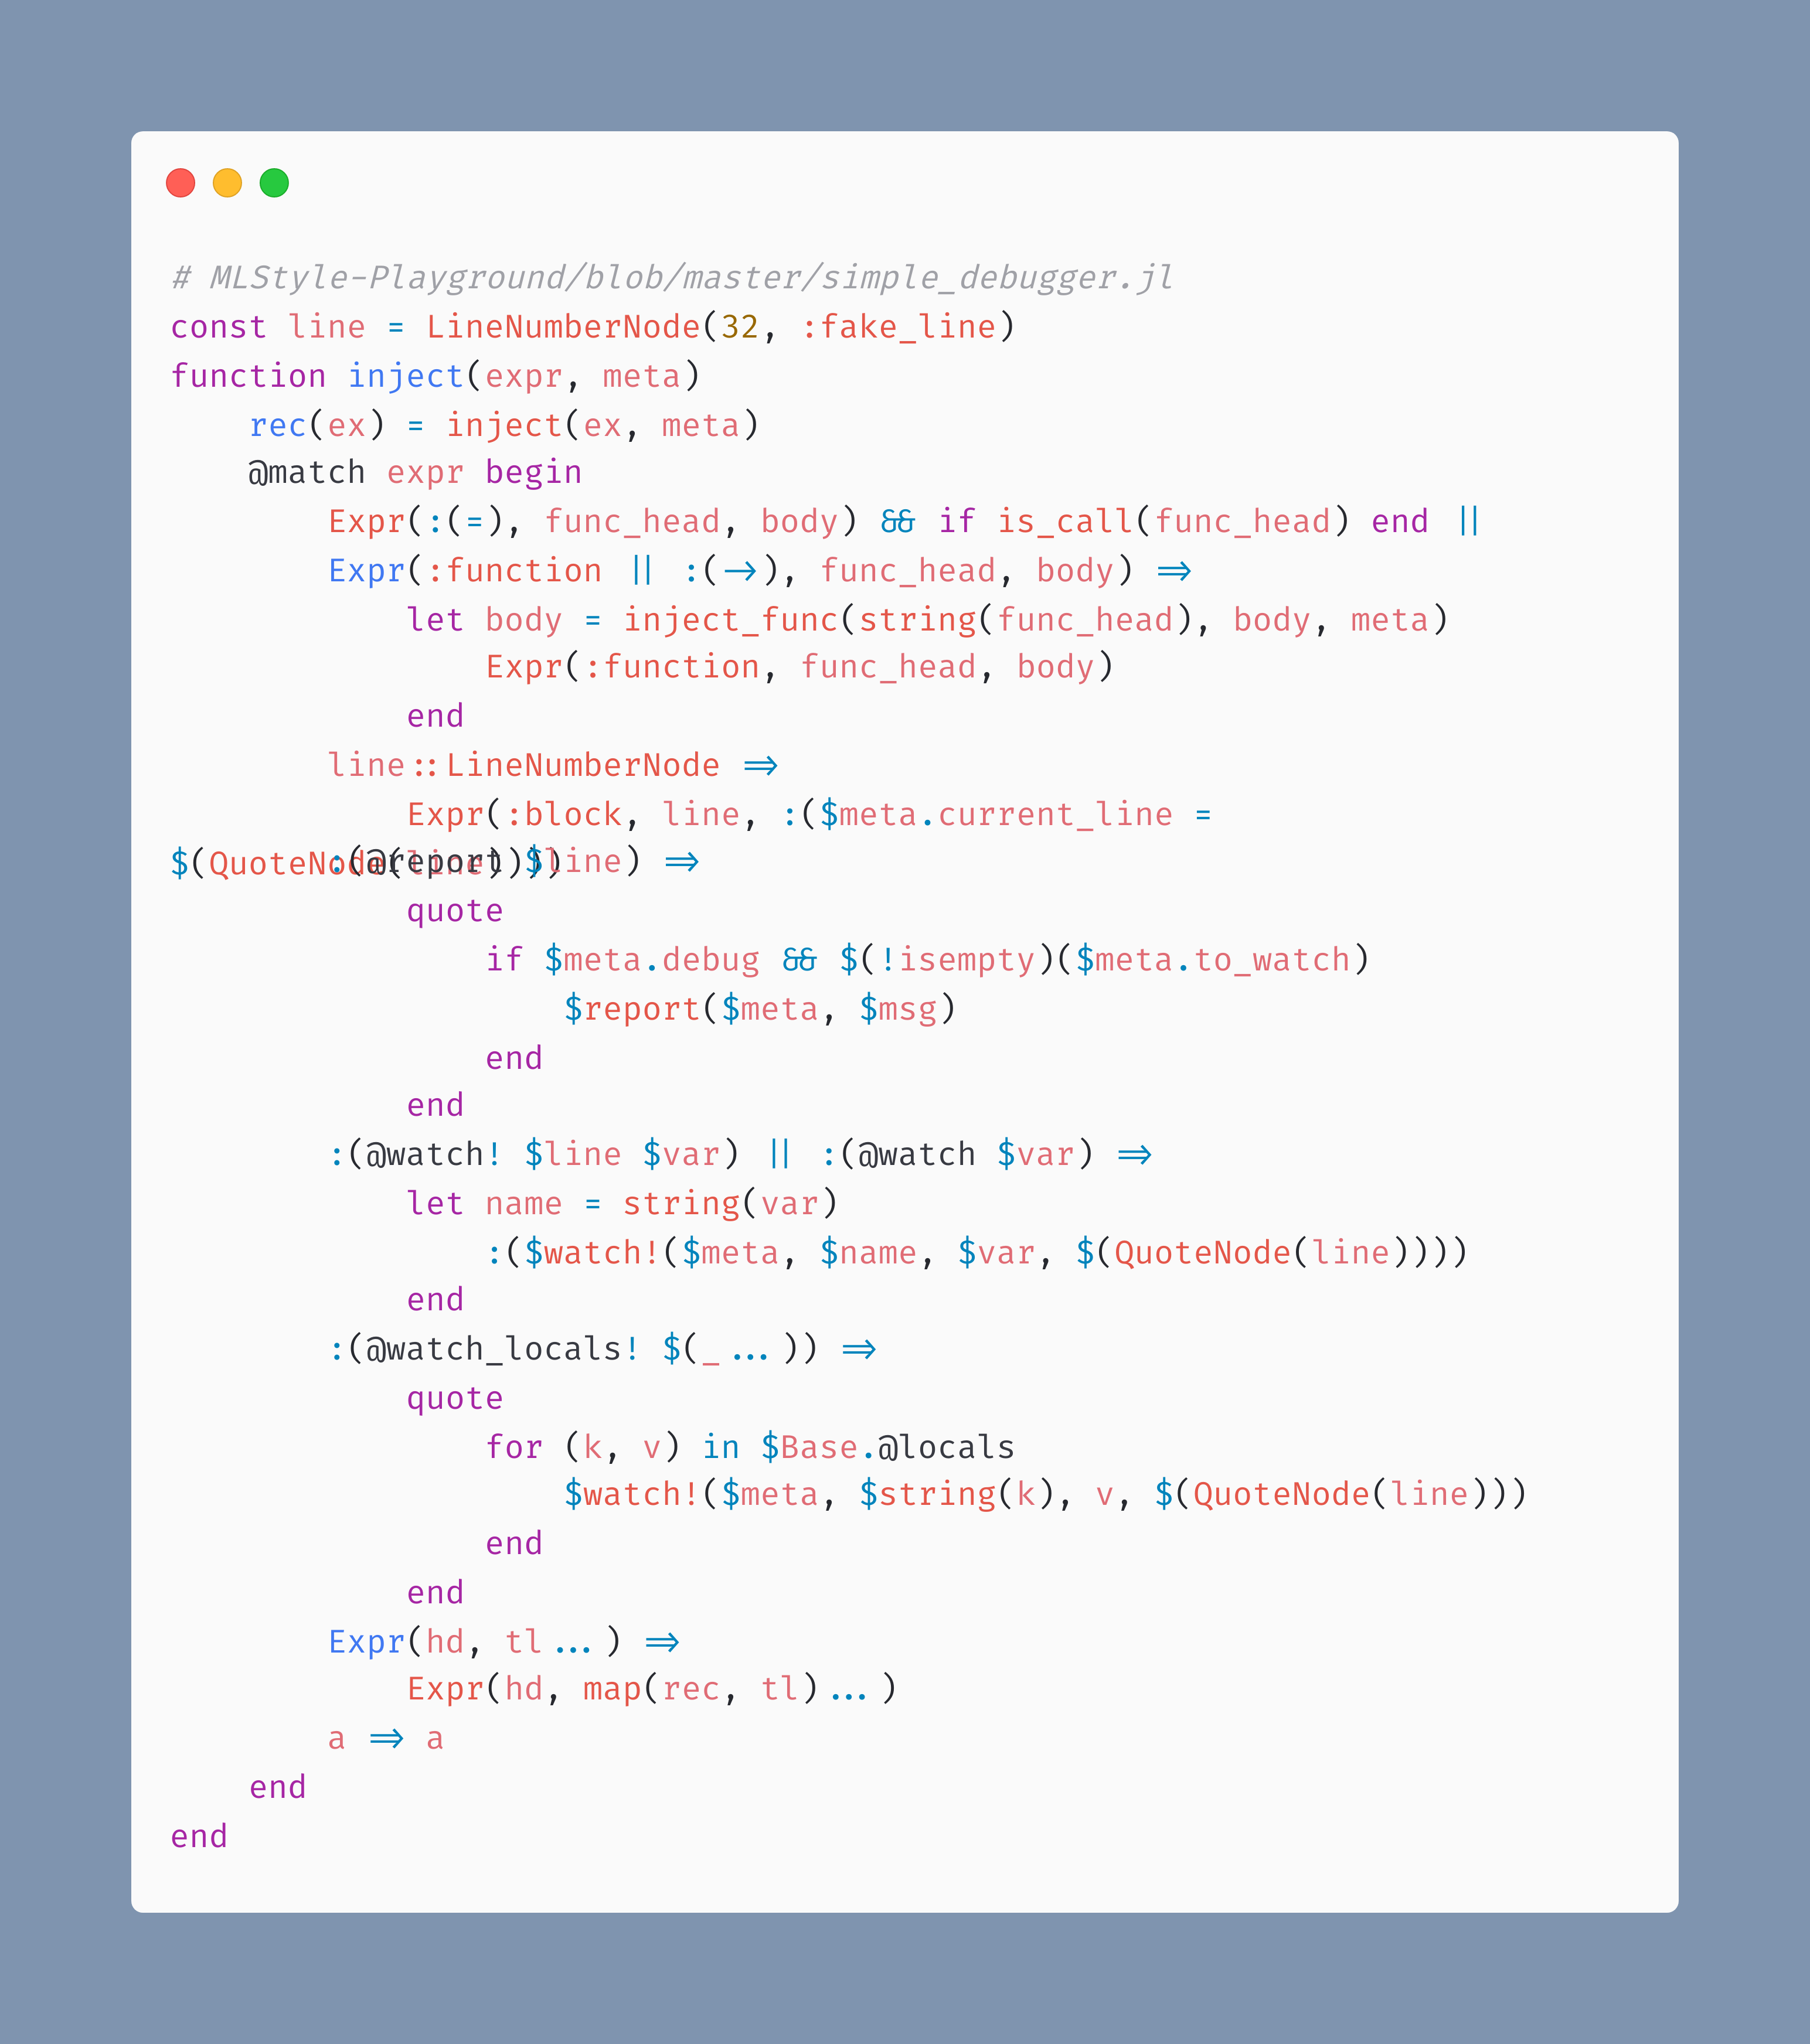 # MLStyle-Playground/blob/master/simple_debugger.jl
const line = LineNumberNode(32, :fake_line)
function inject(expr, meta)
    rec(ex) = inject(ex, meta)
    @match expr begin
        Expr(:(=), func_head, body) && if is_call(func_head) end ||
        Expr(:function || :(->), func_head, body) =>
            let body = inject_func(string(func_head), body, meta)
                Expr(:function, func_head, body)
            end
        line::LineNumberNode =>
            Expr(:block, line, :($meta.current_line =
$(QuoteNode(line))))
        :(@report $line) =>
            quote
                if $meta.debug && $(!isempty)($meta.to_watch)
                    $report($meta, $msg)
                end
            end
        :(@watch! $line $var) || :(@watch $var) =>
            let name = string(var)
                :($watch!($meta, $name, $var, $(QuoteNode(line))))
            end
        :(@watch_locals! $(_...)) =>
            quote
                for (k, v) in $Base.@locals
                    $watch!($meta, $string(k), v, $(QuoteNode(line)))
                end
            end
        Expr(hd, tl...) =>
            Expr(hd, map(rec, tl)...)
        a => a
    end
end